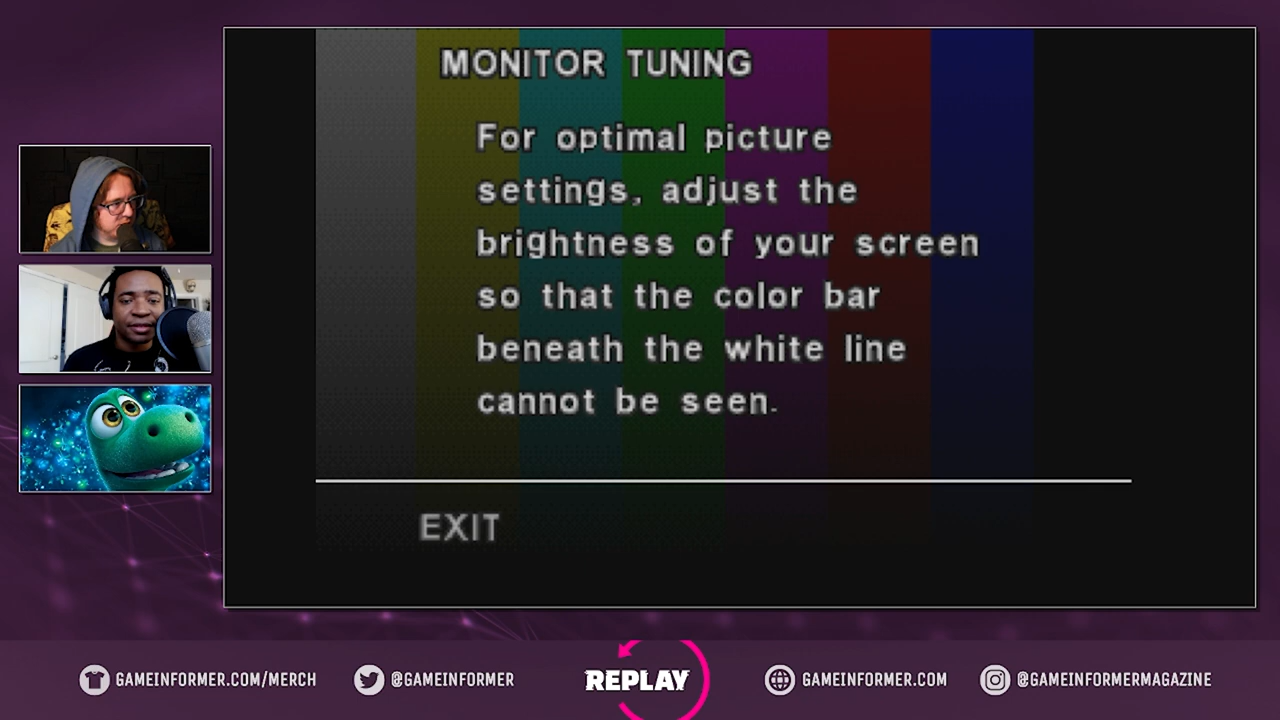 MONITOR TUNING
For optimal picture
settings, adjust the
brightness of your screen
so that the color bar
beneath the white line
cannot be seen.
EXIT
GAMEINFORMER.COM/MERCH
@GAMEINFORMER
REPLAY
GAMEINFORMER.COM
@GAMEINFORMERMAGAZINE